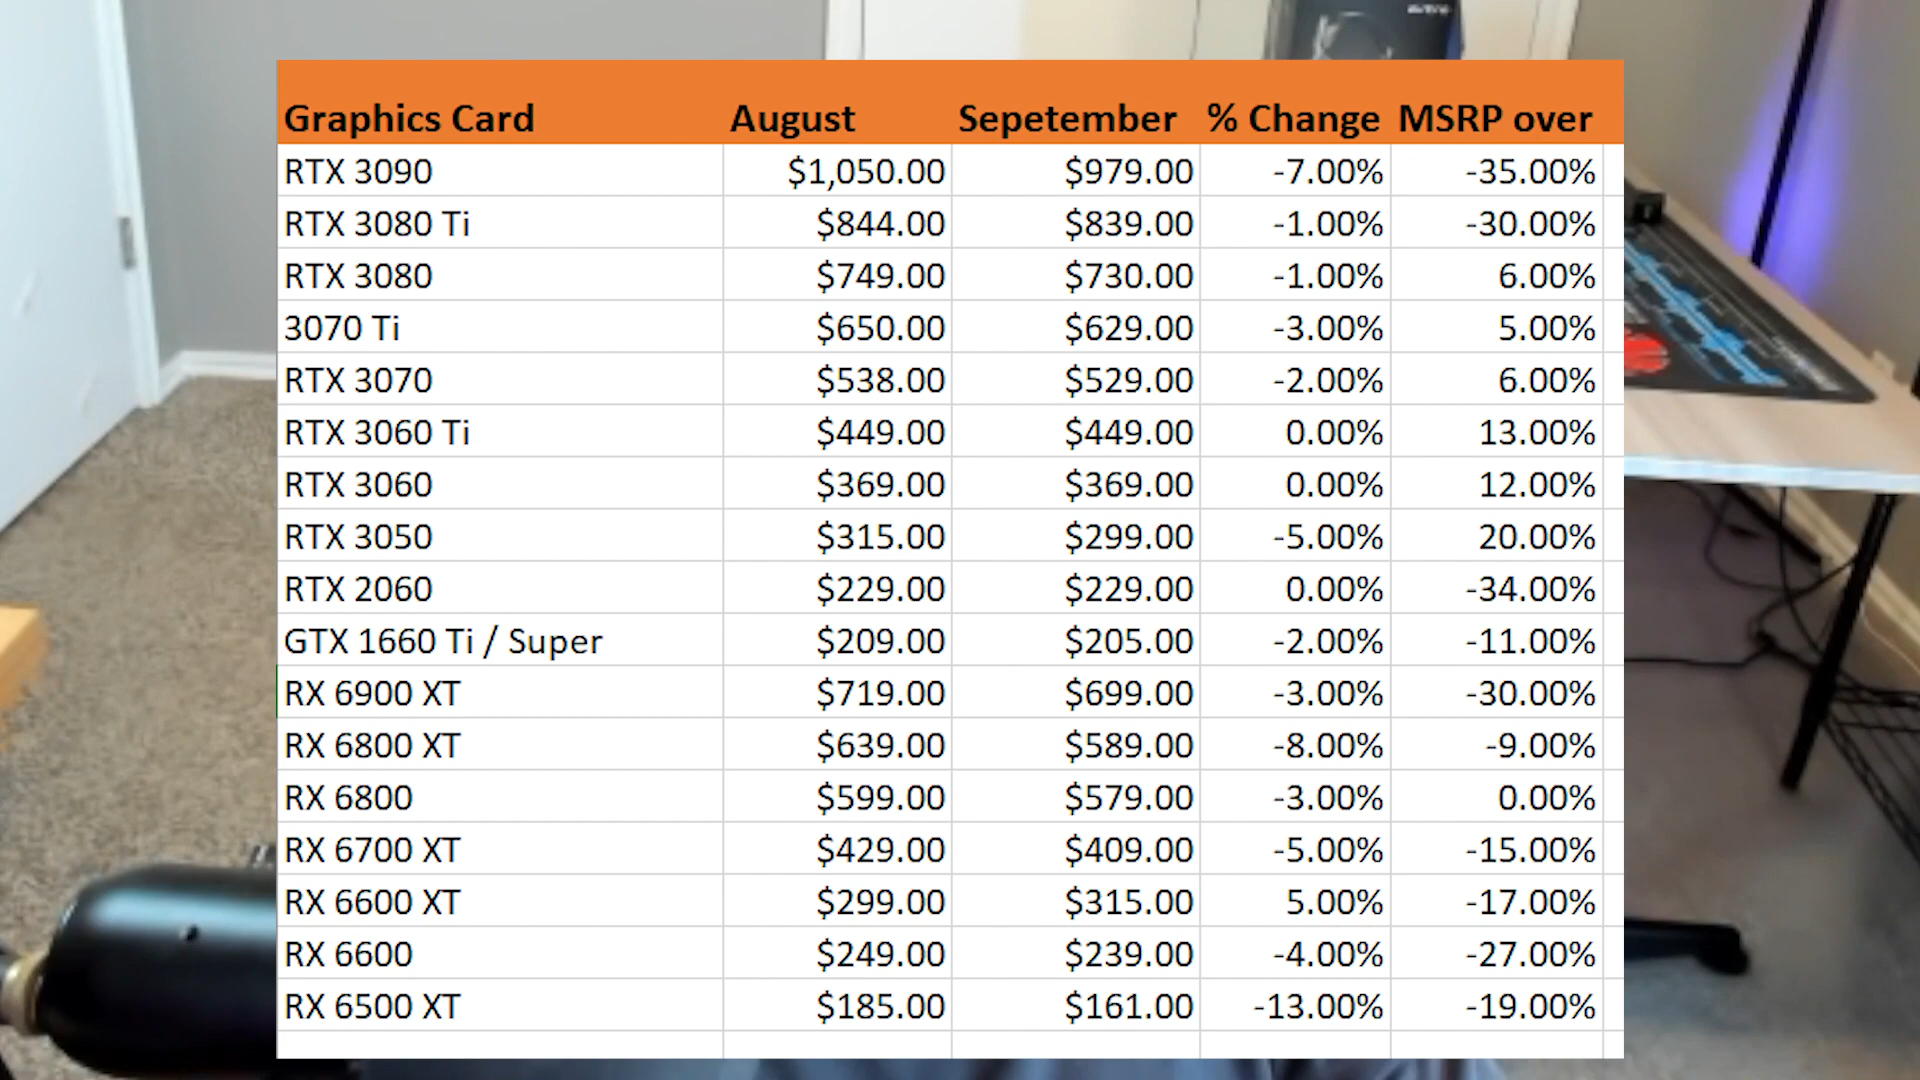 Graphics Card August Sepetember % Change MSRP over
RTX 3090 $1,050.00 $979.00 -7.00% -35.00%
RTX 3080 Ti $844.00 $839.00 -1.00% -30.00%
RTX 3080 $749.00 $730.00 -1.00% 6.00%
3070 Ti $650.00 $629.00 -3.00% 5.00%
RTX 3070 $538.00 $529.00 -2.00% 6.00%
RTX 3060 Ti $449.00 $449.00 0.00% 13.00%
RTX 3060 $369.00 $369.00 0.00% 12.00%
RTX 3050 $315.00 $299.00 -5.00% 20.00%
RTX 2060 $229.00 $229.00 0.00% -34.00%
GTX 1660 Ti / Super $209.00 $205.00 -2.00% -11.00%
RX 6900 XT $719.00 $699.00 -3.00% -30.00%
RX 6800 XT $639.00 $589.00 -8.00% -9.00%
RX 6800 $599.00 $579.00 -3.00% 0.00%
RX 6700 XT $429.00 $409.00 -5.00% -15.00%
RX 6600 XT $299.00 $315.00 5.00% -17.00%
RX 6600 $249.00 $239.00 -4.00% -27.00%
RX 6500 XT $185.00 $161.00 -13.00% -19.00%